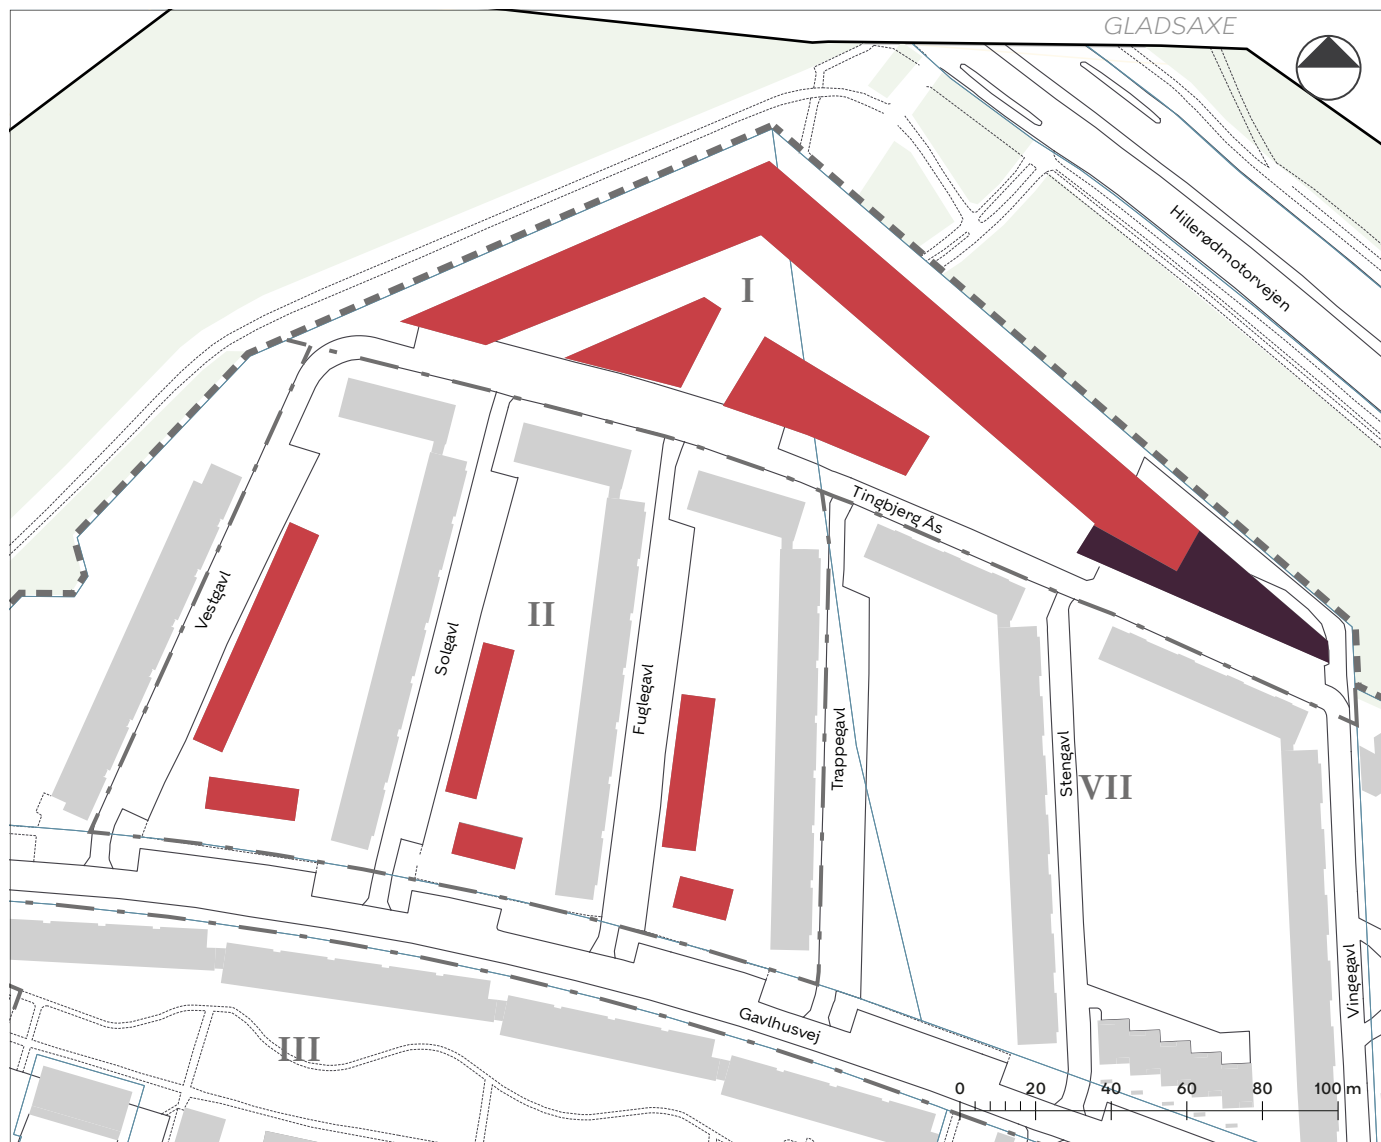 GLADSAXE
Hillerødmotorvejen
I
Tingbjerg Ås
Vestgavl
II
Solgavl
Fuglegavl
Trappegavl
Stengavl
VII
Vingegavl
Gavlhusvej
III
0 20 40 60 80 100 m